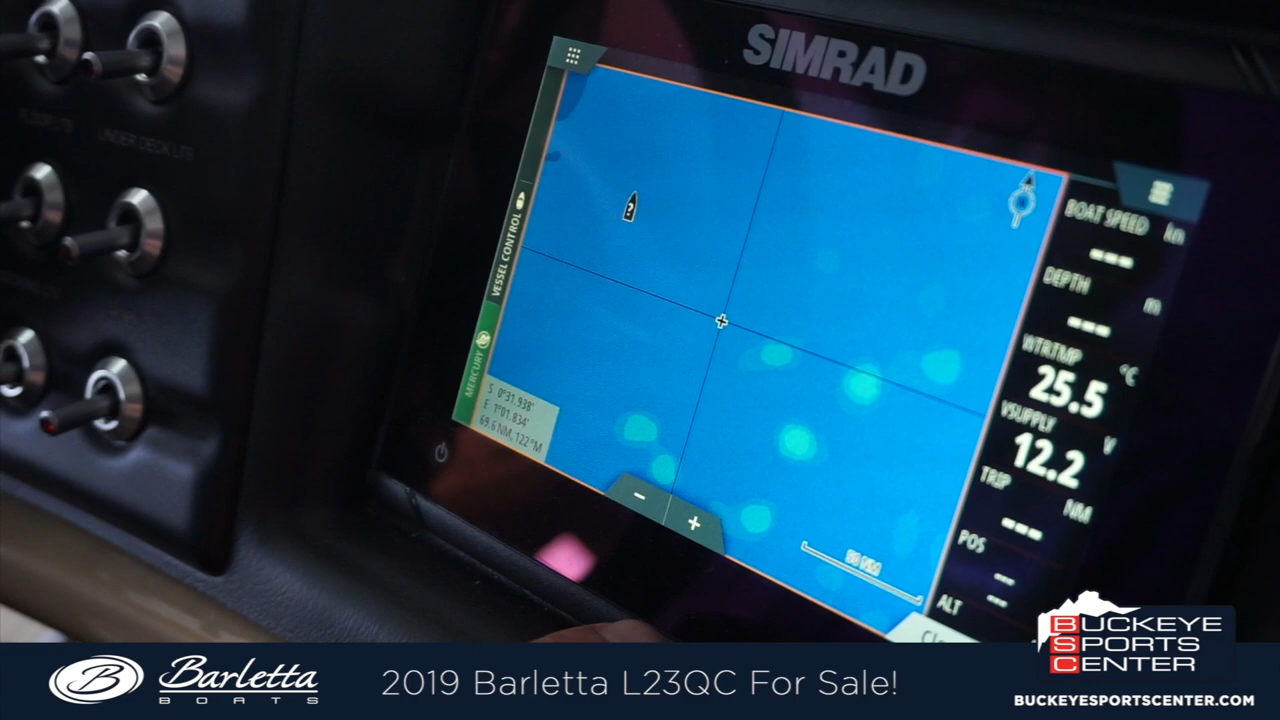 UNDER DECK LTS
SIMRAD
VESSEL CONTROL
MERCURY
S 0°31.938'
E 1°01.834'
69.6 NM, 122 °M
-
+
BOAT SPEED kn
---
DEPTH m
---
WTRTMP °C
25.5
VSUPPLY V
12.2
TRIP NM
---
POS
---
---
ALT
B
Barletta
BOATS
2019 Barletta L23QC For Sale!
BUCKEYE
SPORTS
CENTER
BUCKEYESPORTSCENTER.COM